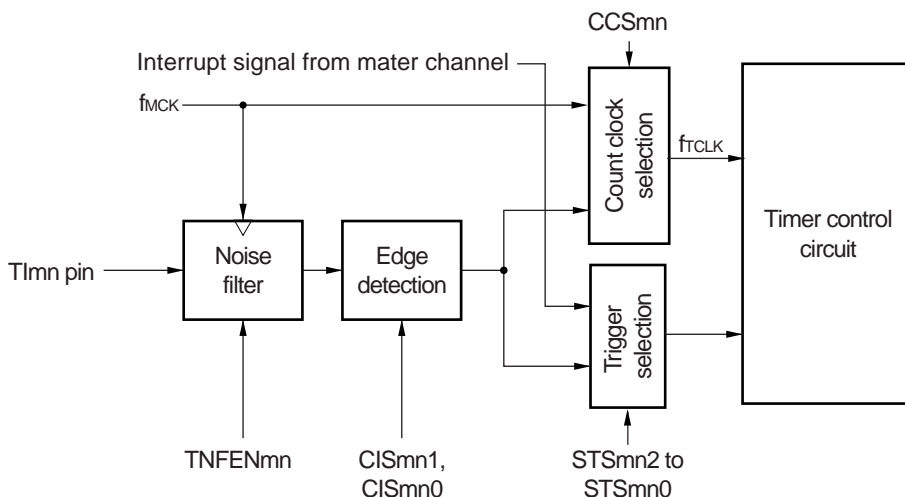 CCSmn
Interrupt signal from mater channel
fMCK
Count clock
selection
fTCLK
Timer control
circuit
TImn pin
Noise
filter
Edge
detection
Trigger
selection
TNFENmn
CISmn1,
CISmn0
STSmn2 to
STSmn0